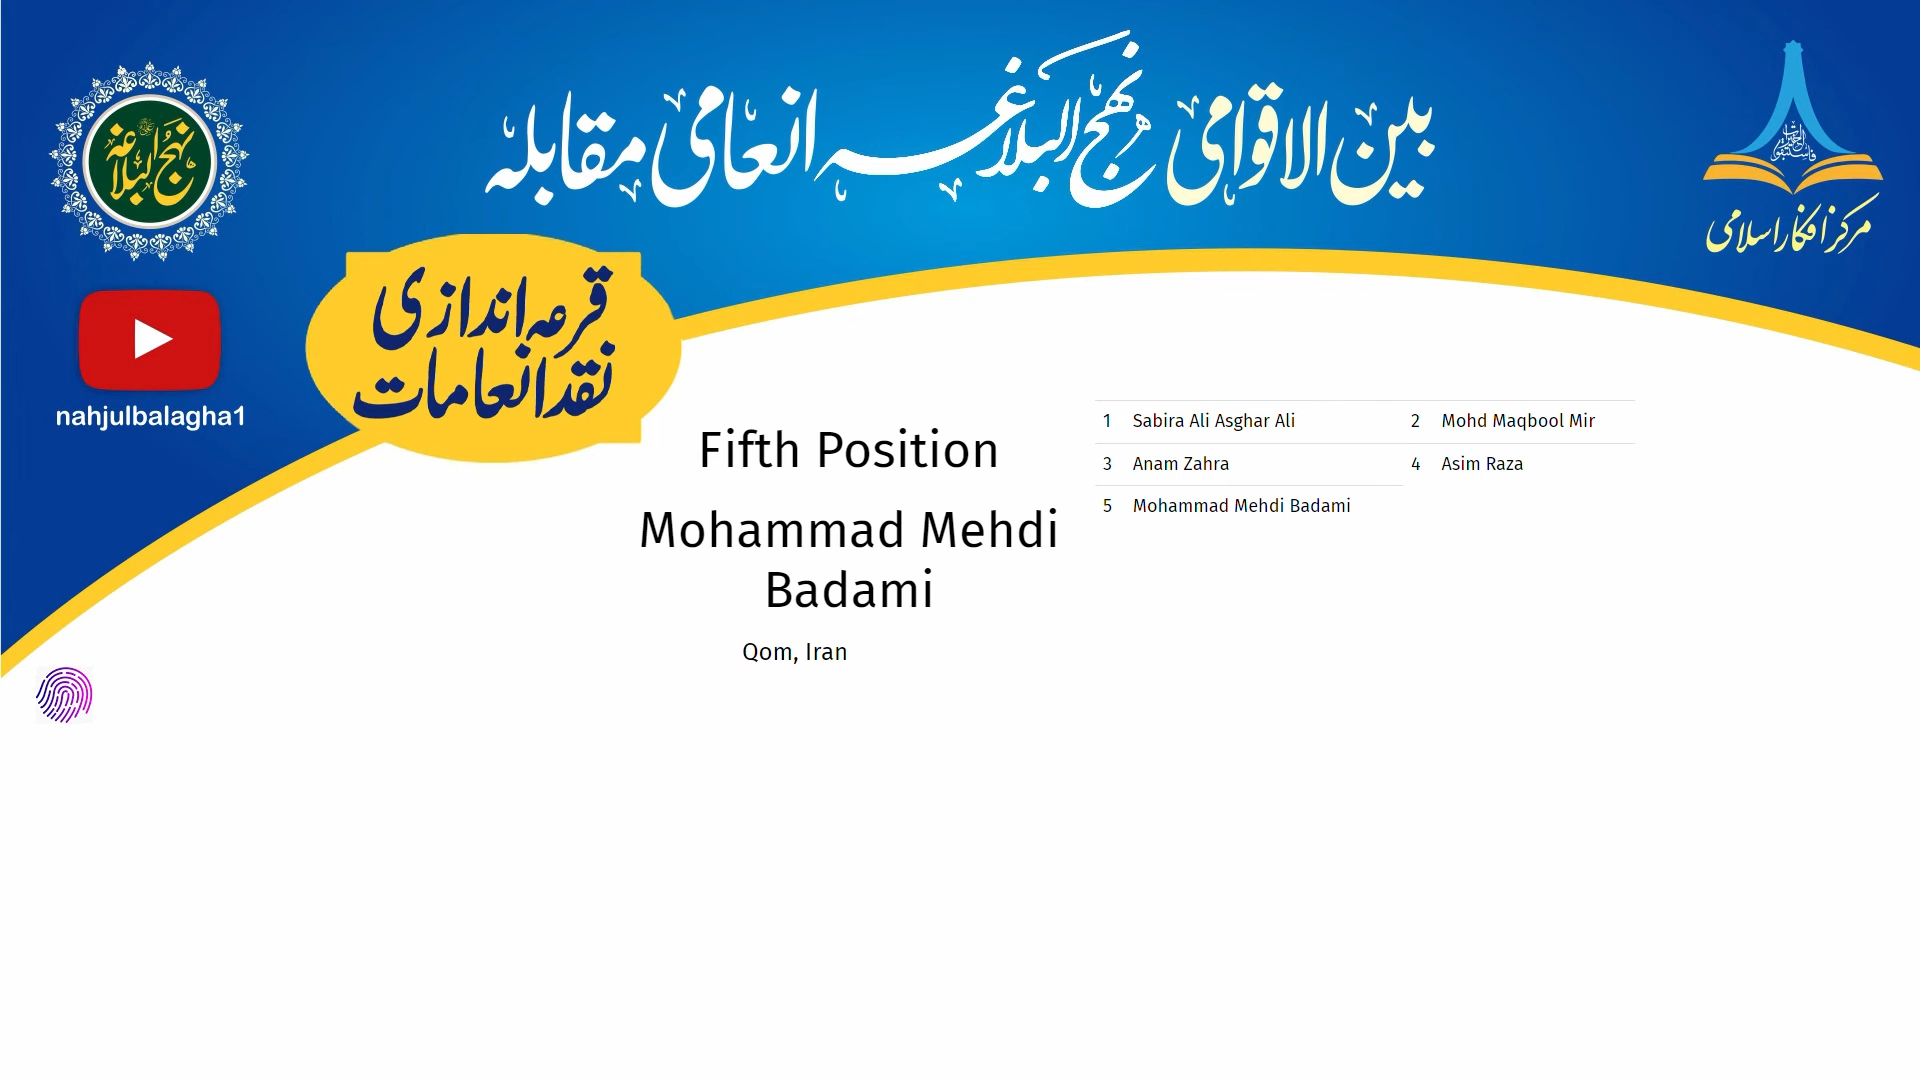 بین الاقوامی نہج البلاغہ انعامی مقابلہ
نہج البلاغہ
مرکز افکار اسلامی
nahjulbalagha1
قرعہ اندازی
نقد انعامات
Fifth Position
Mohammad Mehdi
Badami
Qom, Iran
1 Sabira Ali Asghar Ali 2 Mohd Maqbool Mir
3 Anam Zahra 4 Asim Raza
5 Mohammad Mehdi Badami